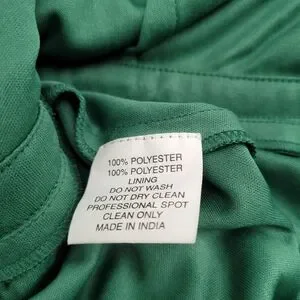 100% POLYESTER
100% POLYESTER
LINING
DO NOT WASH
DO NOT DRY CLEAN
PROFESSIONAL SPOT
CLEAN ONLY
MADE IN INDIA